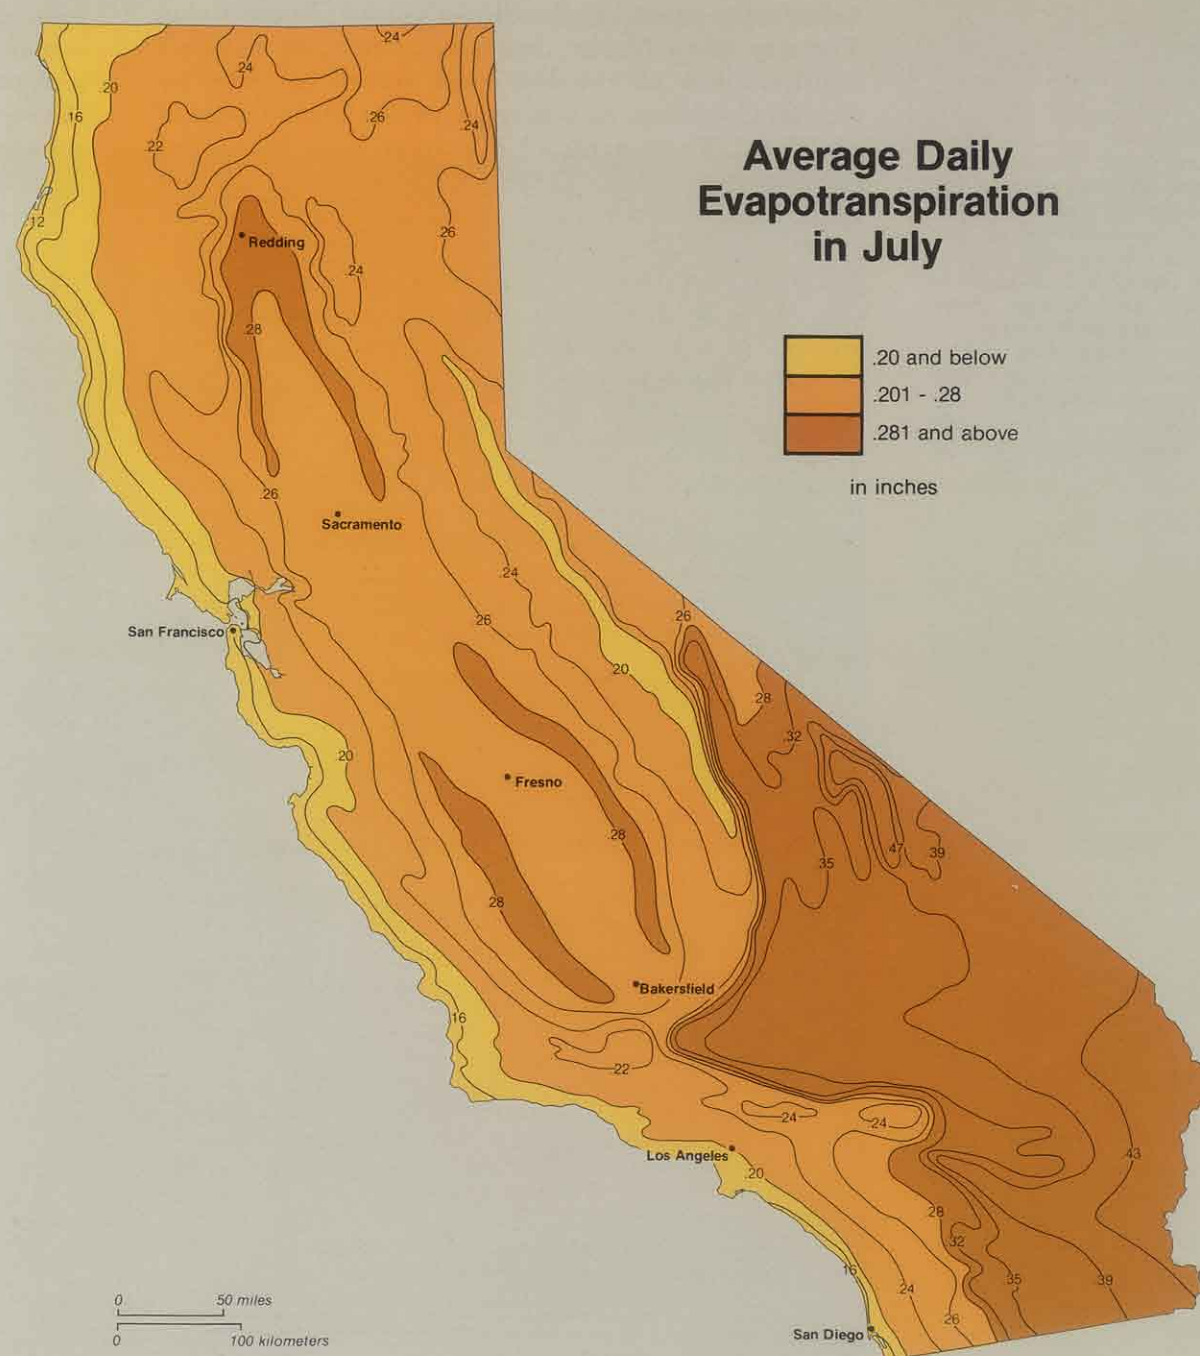 Average Daily
Evapotranspiration
in July
.20 and below
.201 - .28
.281 and above
in inches
.24
.24
.20
16
.26
.24
.22
12
.26
Redding
.24
.28
.26
Sacramento
.24
.26
26
San Francisco
.20
28
.32
.20
Fresno
.28
47
39
35
28
Bakersfield
16
.22
.24
.24
Los Angeles
.20
.43
28
.32
16
.24
.35
.39
26
San Diego
0 50 miles
0 100 kilometers